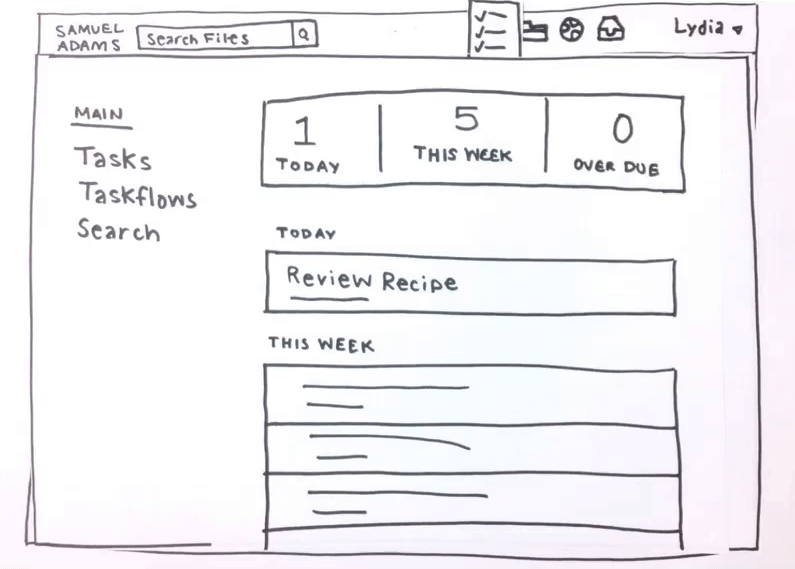 SAMUEL
ADAMS
Search Files
Lydia
MAIN
Tasks
Taskflows
Search
1
TODAY
5
THIS WEEK
0
OVER DUE
TODAY
Review Recipe
THIS WEEK